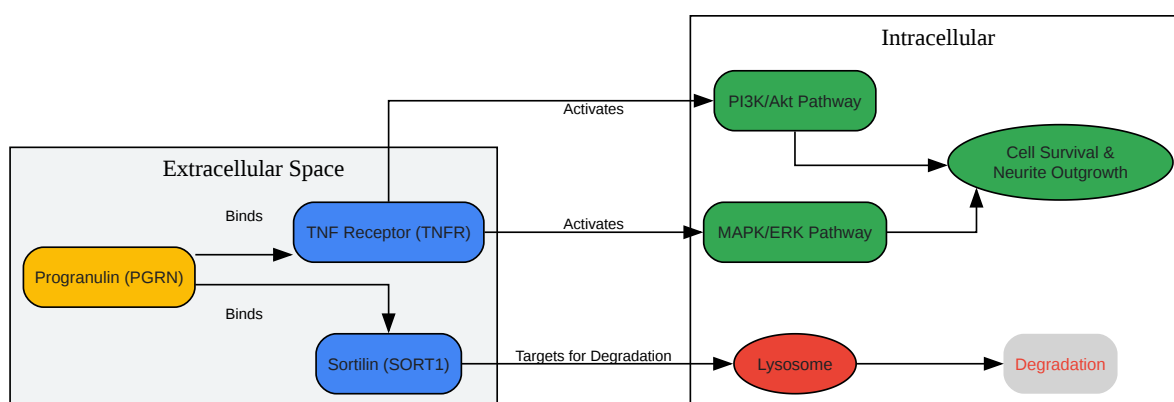 Intracellular
PI3K/Akt Pathway
Activates
Cell Survival &
Neurite Outgrowth
Extracellular Space
Binds
TNF Receptor (TNFR)
Activates
MAPK/ERK Pathway
Progranulin (PGRN)
Binds
Sortilin (SORT1)
Targets for Degradation
Lysosome
Degradation